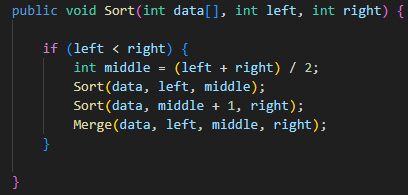 public void Sort(int data[], int left, int right) {
if (left < right) {
int middle = (left + right) / 2;
Sort(data, left, middle);
Sort(data, middle + 1, right);
Merge(data, left, middle, right);
}
}